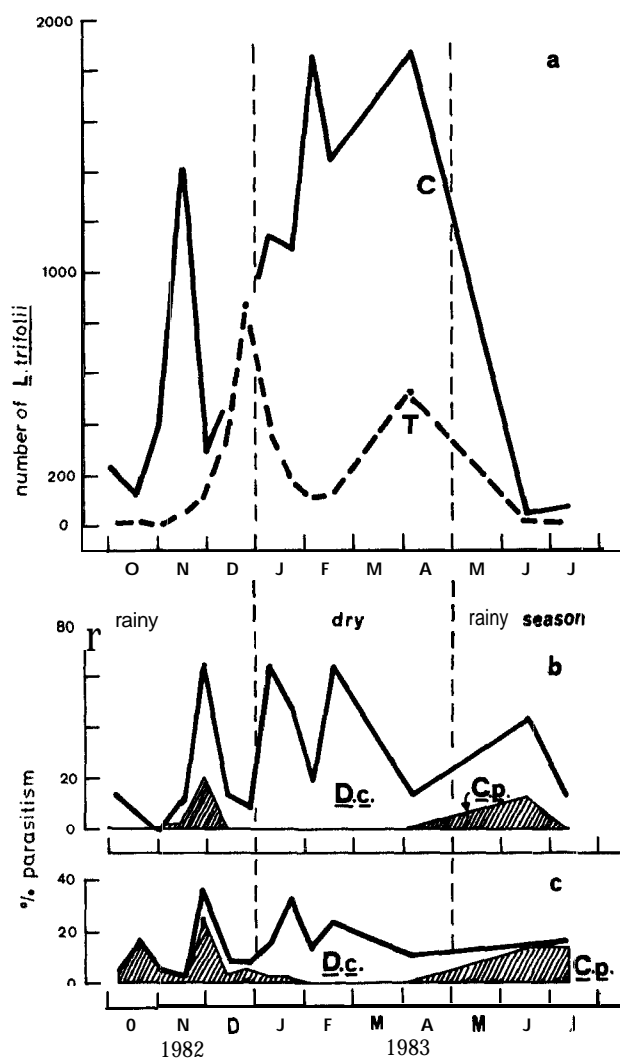 2000
a
C
1000
number of L. trifolii
T
200
0
O N D J F M A M J J
80
r rainy
dry
rainy season
b
20
D.c.
C.p.
0
% parasitism
40
c
20
D.c.
C.p.
0
O N D J F M A M J J
1982
1983